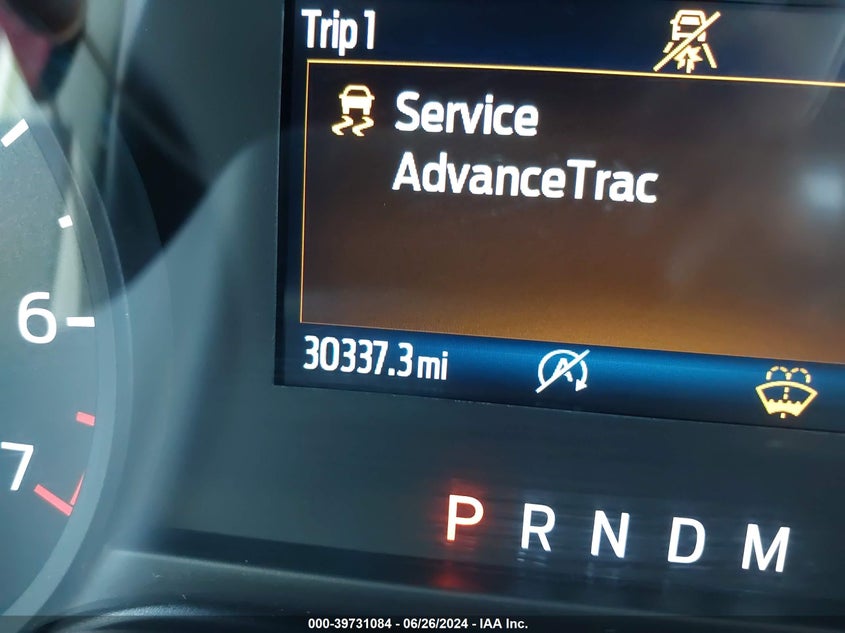 Trip 1
Service
AdvanceTrac
6
30337.3 mi
7
P R N D M
000-39731084 - 06/26/2024 - IAA Inc.